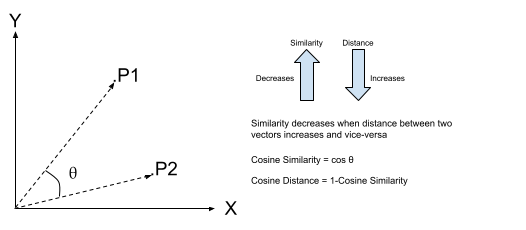 Y
P1
P2
θ
X
Similarity
Distance
Decreases
Increases
Similarity decreases when distance between two
vectors increases and vice-versa
Cosine Similarity = cos θ
Cosine Distance = 1-Cosine Similarity